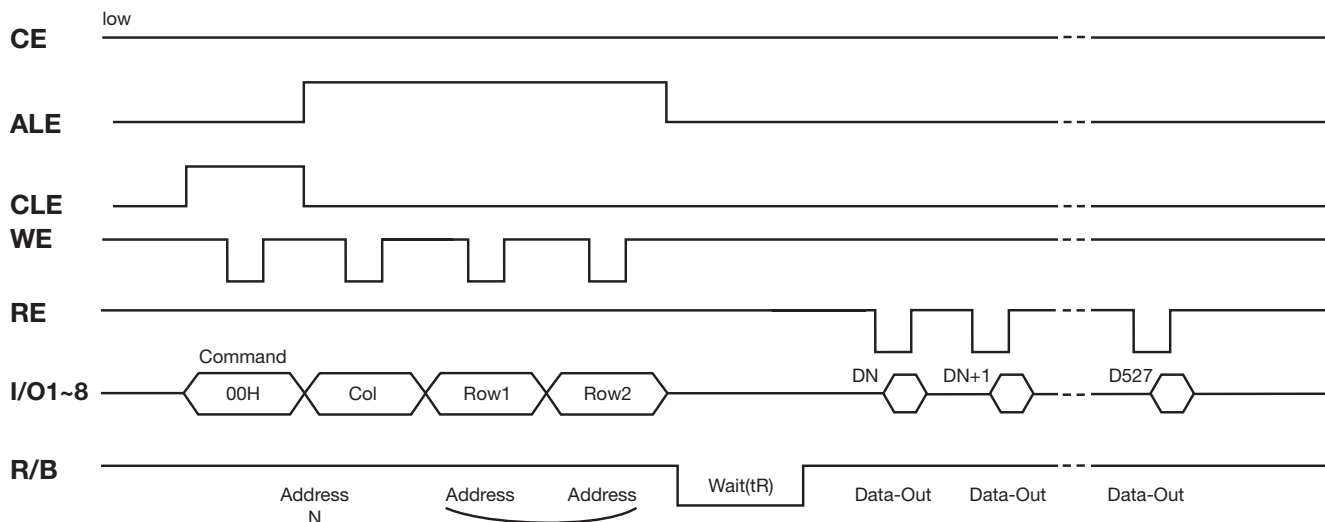 low
CE
ALE
CLE
WE
RE
Command
I/O1~8 00H Col Row1 Row2 DN DN+1 D527
R/B Wait(tR)
Address Address Address Data-Out Data-Out Data-Out
N